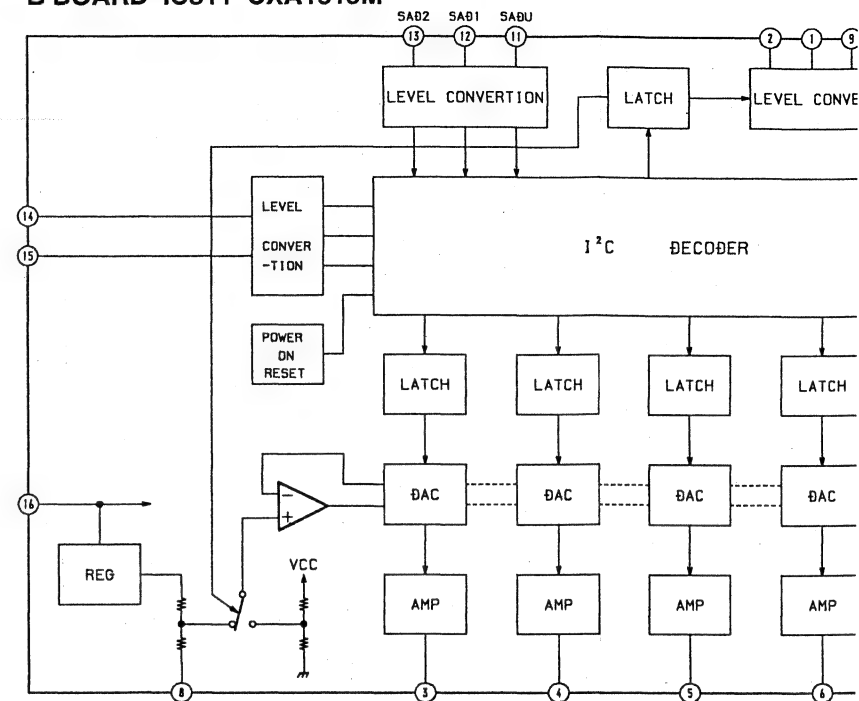 SAD2 SAD1 SADU
13 12 11 2 1 9
LEVEL CONVERTION LATCH LEVEL CONVE
14
15
LEVEL
CONVER
-TION
I²C DECODER
POWER
ON
RESET
LATCH LATCH LATCH LATCH
16
- +
DAC DAC DAC DAC
REG
VCC
AMP AMP AMP AMP
8 3 4 5 6